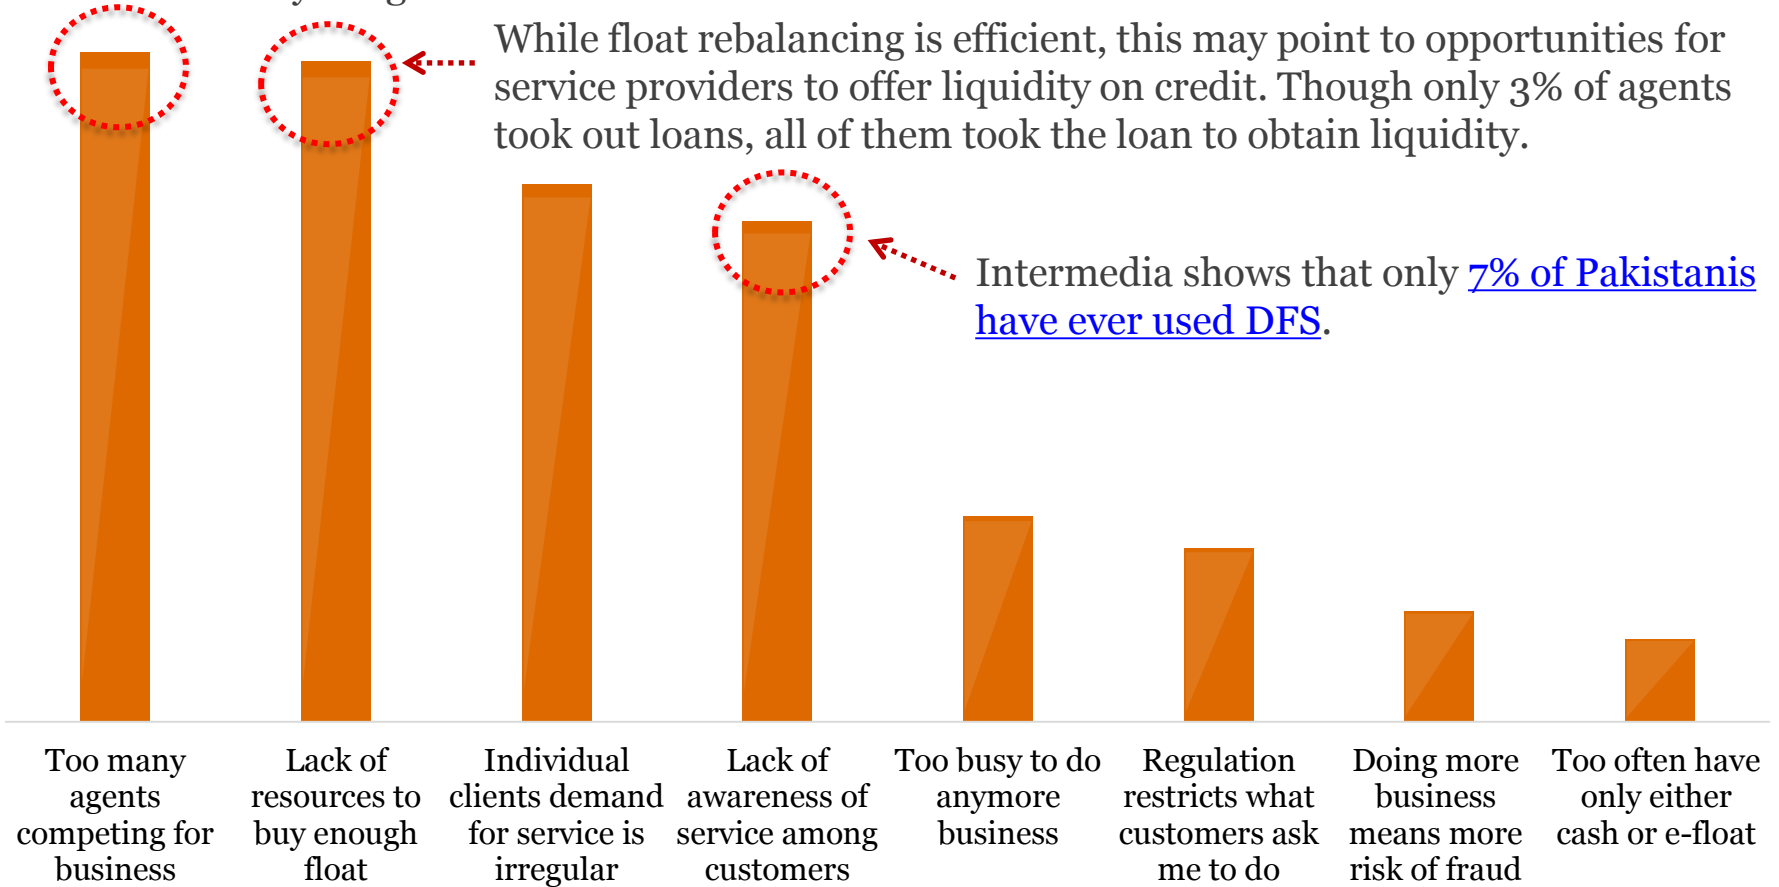 While float rebalancing is efficient, this may point to opportunities for
service providers to offer liquidity on credit. Though only 3% of agents
took out loans, all of them took the loan to obtain liquidity.
Intermedia shows that only 7% of Pakistanis
have ever used DFS.
Too many
agents
competing for
business
Lack of
resources to
buy enough
float
Individual
clients demand
for service is
irregular
Lack of
awareness of
service among
customers
Too busy to do
anymore
business
Regulation
restricts what
customers ask
me to do
Doing more
business
means more
risk of fraud
Too often have
only either
cash or e-float